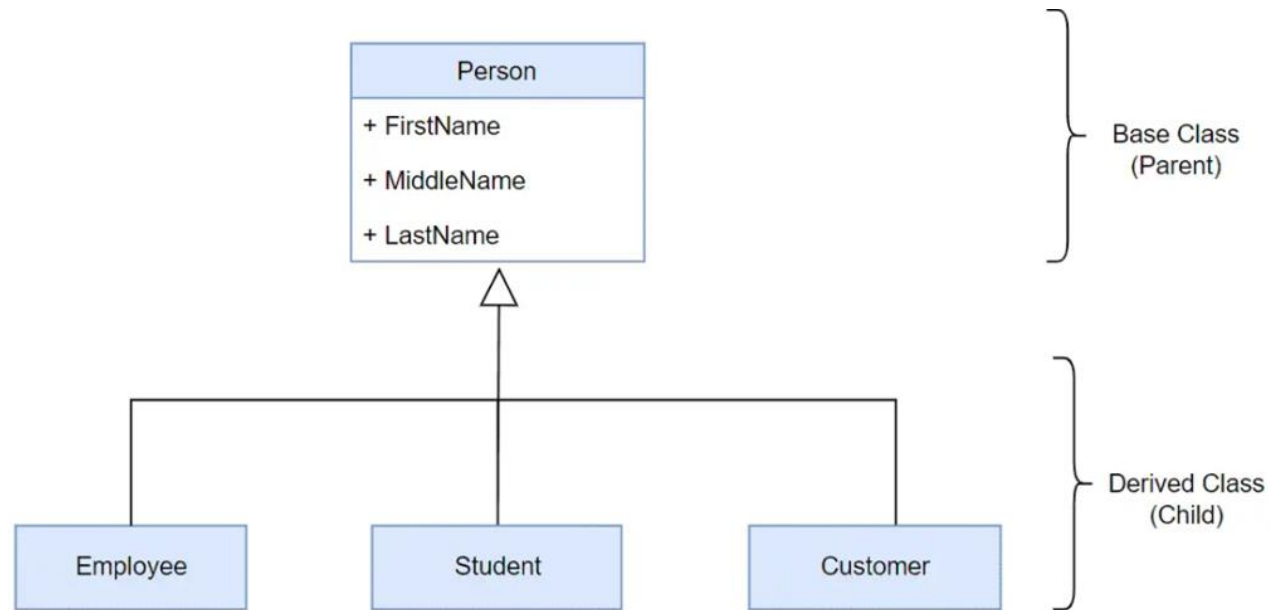 Person
+ FirstName
+ MiddleName
+ LastName
Base Class
(Parent)
Derived Class
(Child)
Employee
Student
Customer